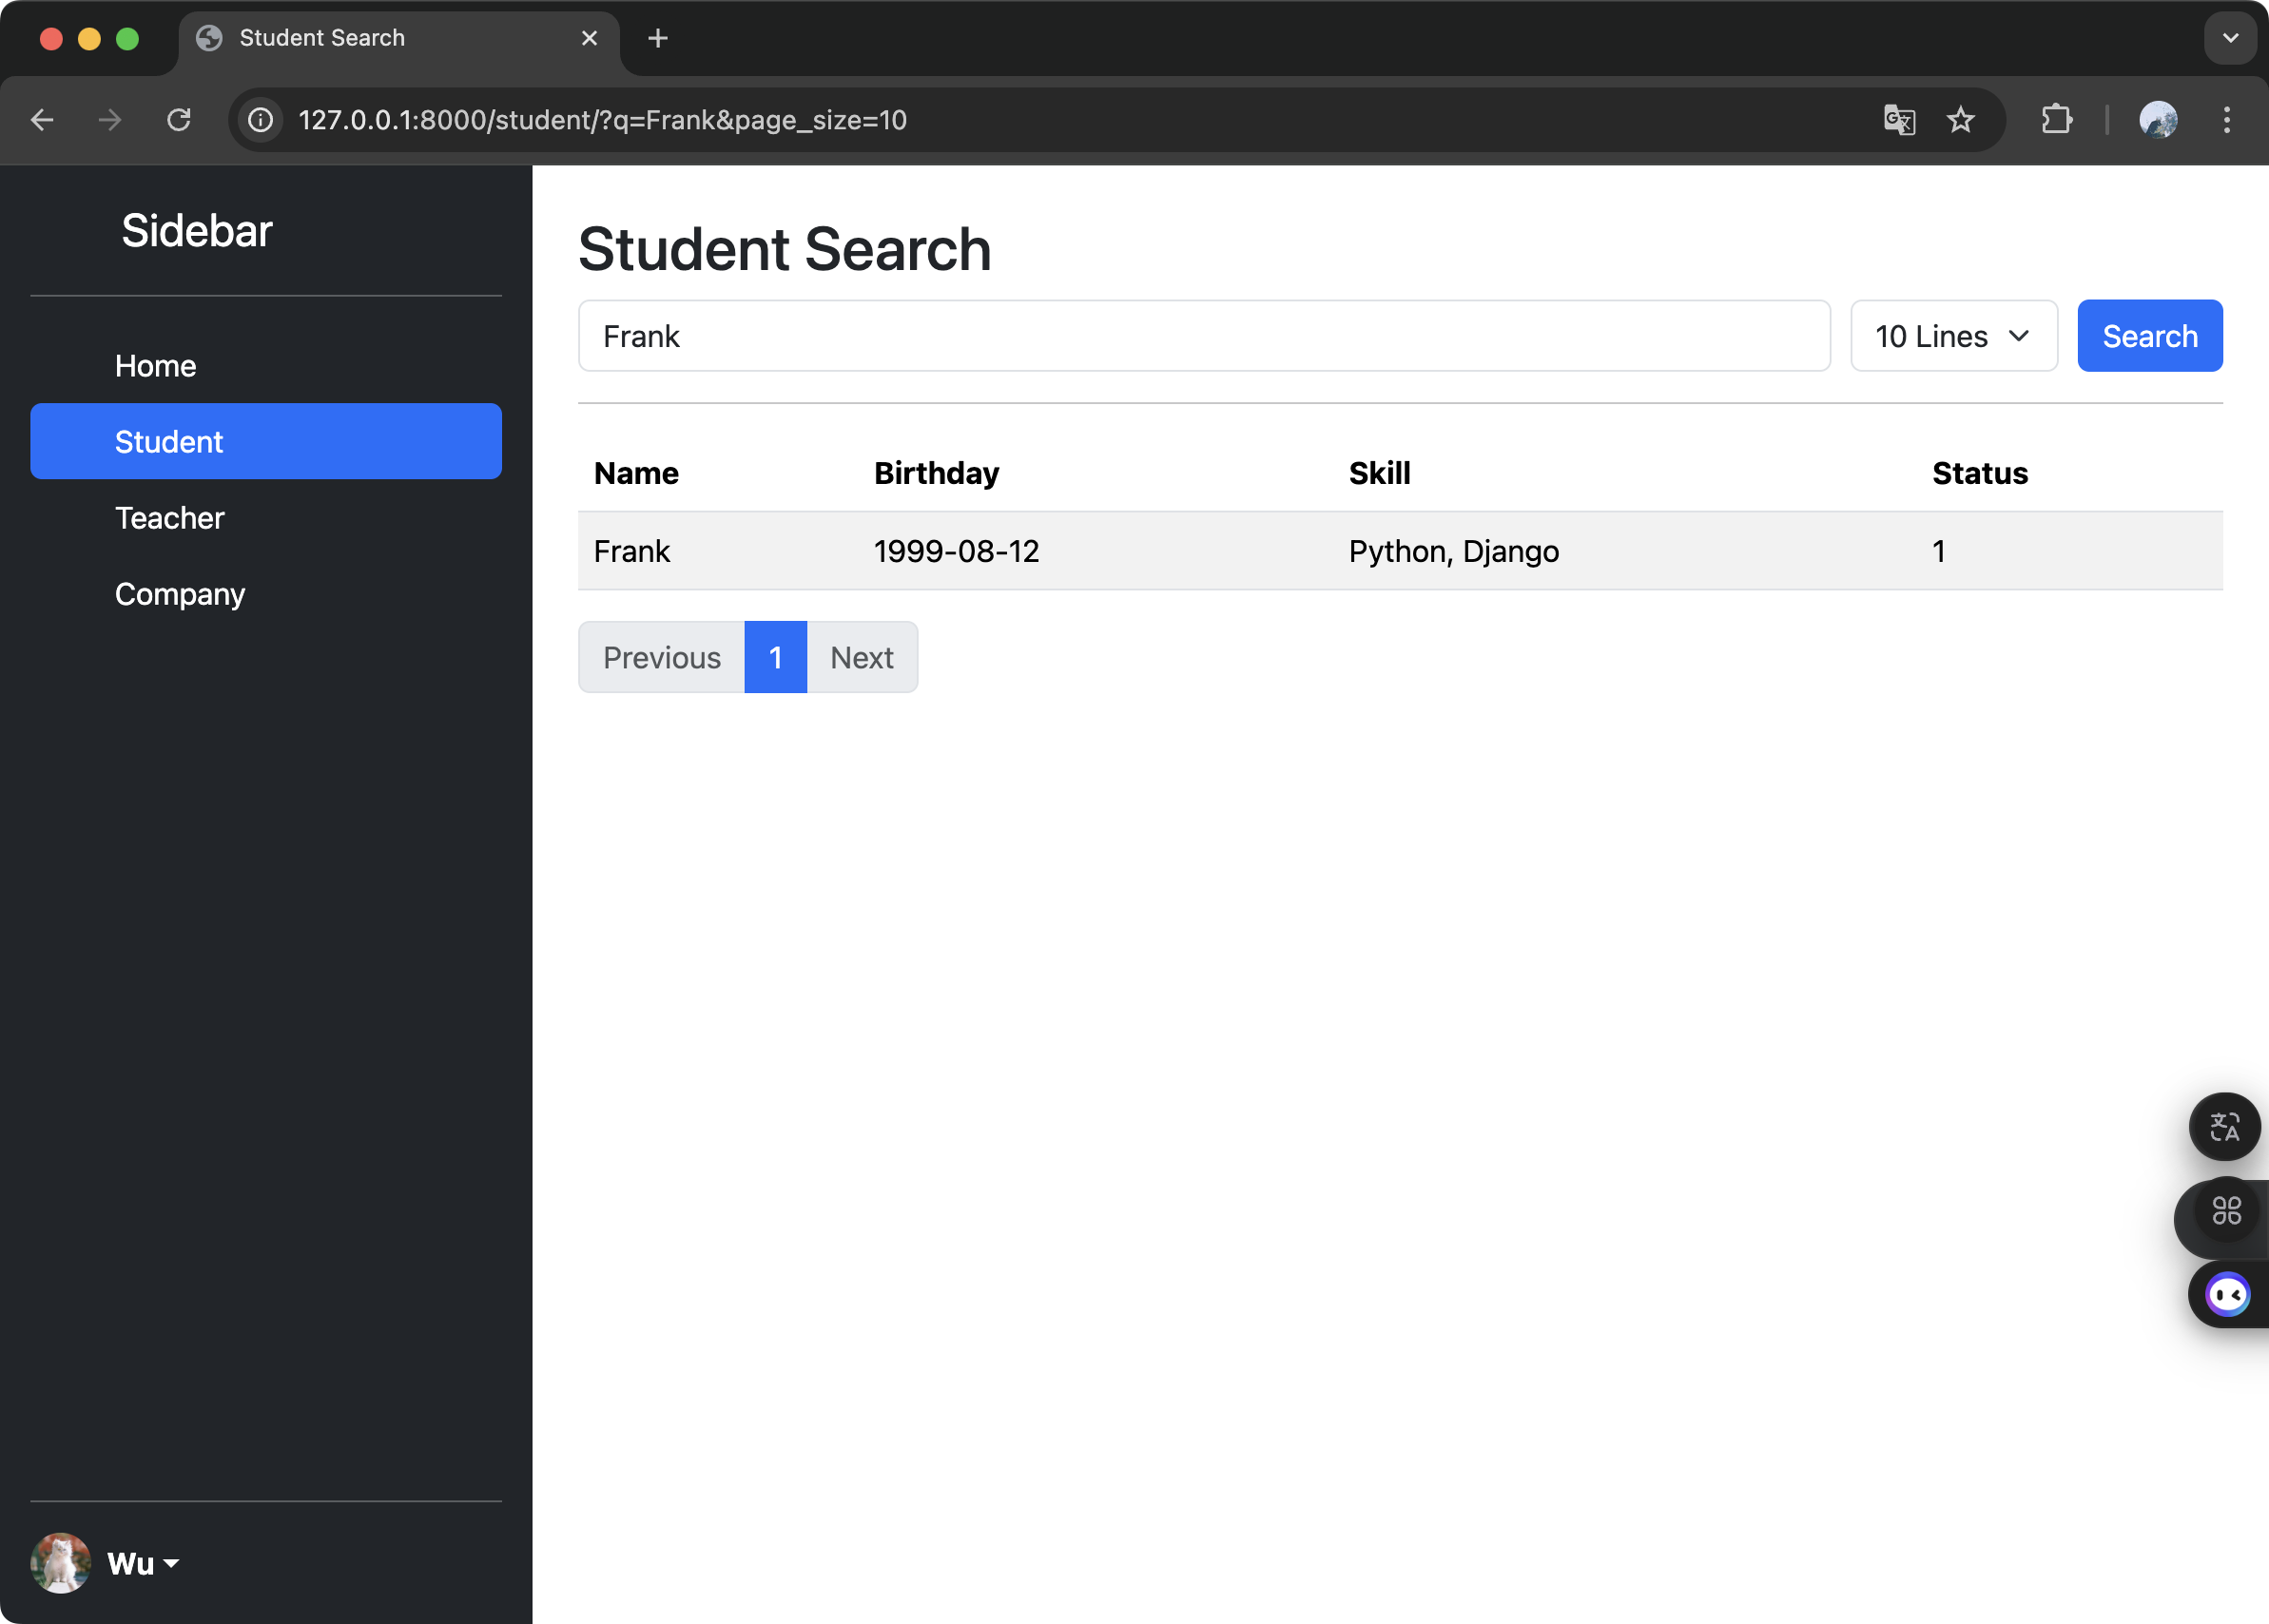 Student Search
127.0.0.1:8000/student/?q=Frank&page_size=10
Sidebar
Home
Student
Teacher
Company
Wu
Student Search
Frank
10 Lines
Search
Name Birthday Skill Status
Frank 1999-08-12 Python, Django 1
Previous 1 Next